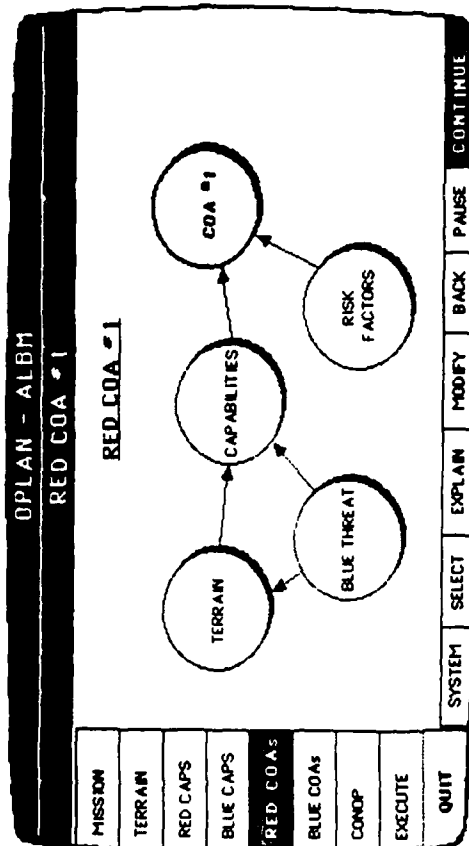 OPLAN - ALBM
RED COA #1
MISSION
TERRAIN
RED CAPS
BLUE CAPS
RED COAs
BLUE COAs
CONOP
EXECUTE
QUIT
RED COA #1
TERRAIN
BLUE THREAT
CAPABILITIES
RISK
FACTORS
COA #1
SYSTEM
SELECT
EXPLAIN
MODIFY
BACK
PAUSE
CONTINUE